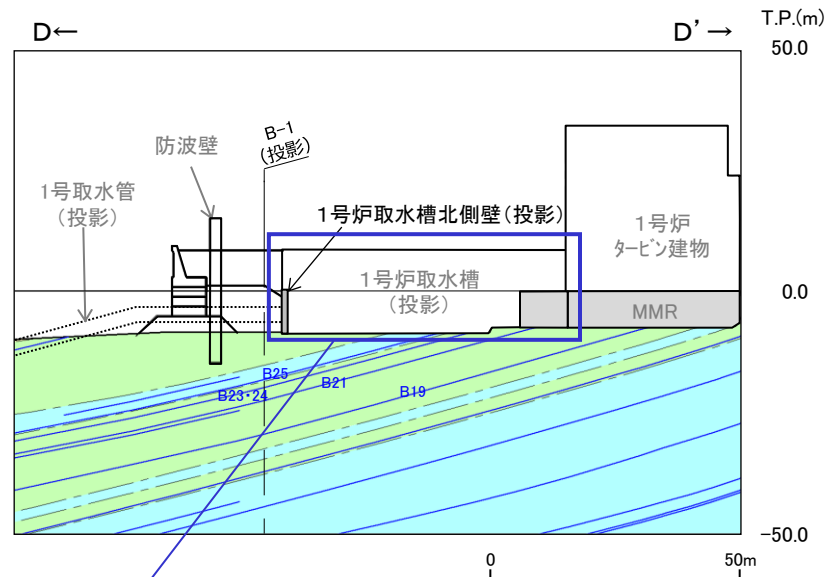 D←
D’→
T.P.(m)
50.0
B-1
(投影)
防波壁
1号取水管
(投影)
1号炉取水槽北側壁(投影)
1号炉
タービン建物
1号炉取水槽
(投影)
0.0
MMR
B25
B21
B23・24
B19
-50.0
0
50m